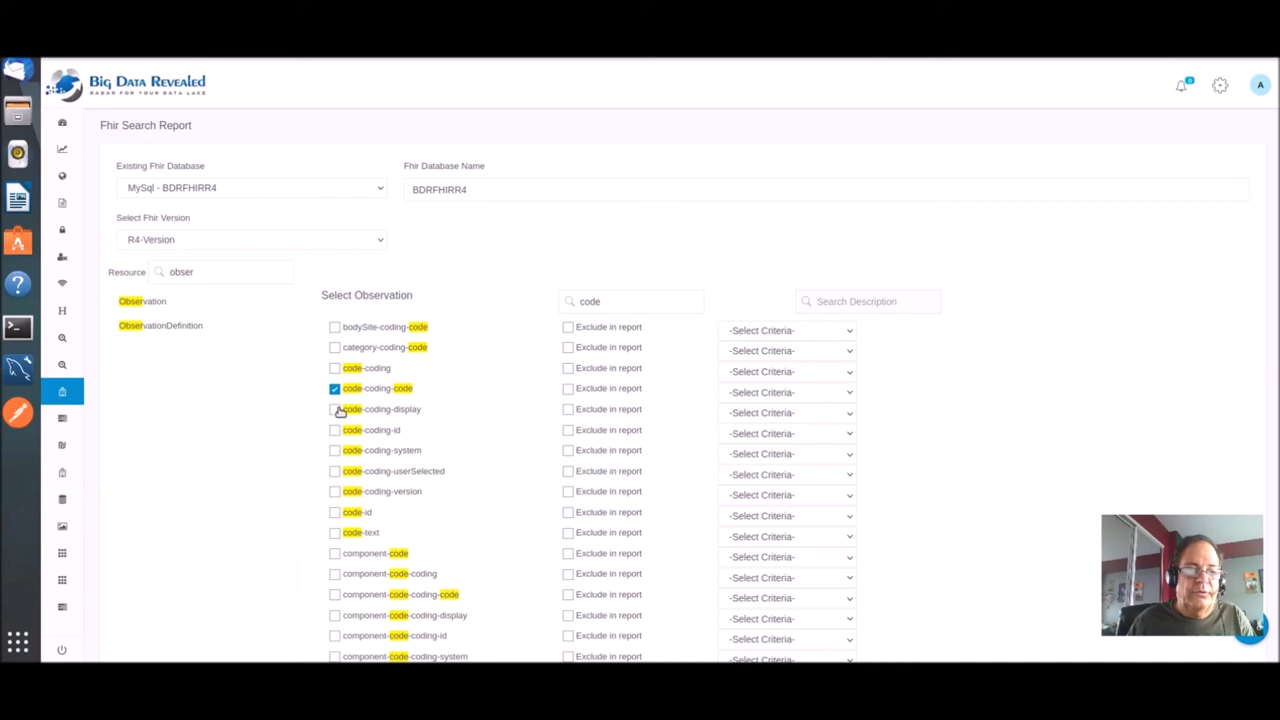 BIG DATA REVEALED
RADAR FOR YOUR DATA LAKE
0
A
Fhir Search Report
Existing Fhir Database
Fhir Database Name
MySql - BDRFHIRR4
BDRFHIRR4
Select Fhir Version
R4-Version
Resource
obser
Select Observation
code
Search Description
Observation
ObservationDefinition
bodySite-coding-code Exclude in report -Select Criteria-
category-coding-code Exclude in report -Select Criteria-
code-coding Exclude in report -Select Criteria-
code-coding-code Exclude in report -Select Criteria-
code-coding-display Exclude in report -Select Criteria-
code-coding-id Exclude in report -Select Criteria-
code-coding-system Exclude in report -Select Criteria-
code-coding-userSelected Exclude in report -Select Criteria-
code-coding-version Exclude in report -Select Criteria-
code-id Exclude in report -Select Criteria-
code-text Exclude in report -Select Criteria-
component-code Exclude in report -Select Criteria-
component-code-coding Exclude in report -Select Criteria-
component-code-coding-code Exclude in report -Select Criteria-
component-code-coding-display Exclude in report -Select Criteria-
component-code-coding-id Exclude in report -Select Criteria-
component-code-coding-system Exclude in report -Select Criteria-